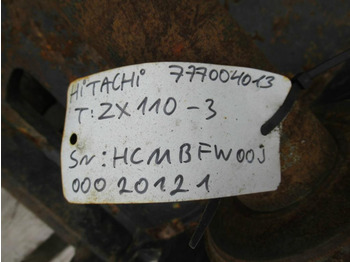 HITACHI 777004013
T: ZX110-3
SN: HCMBFW00J
00020121